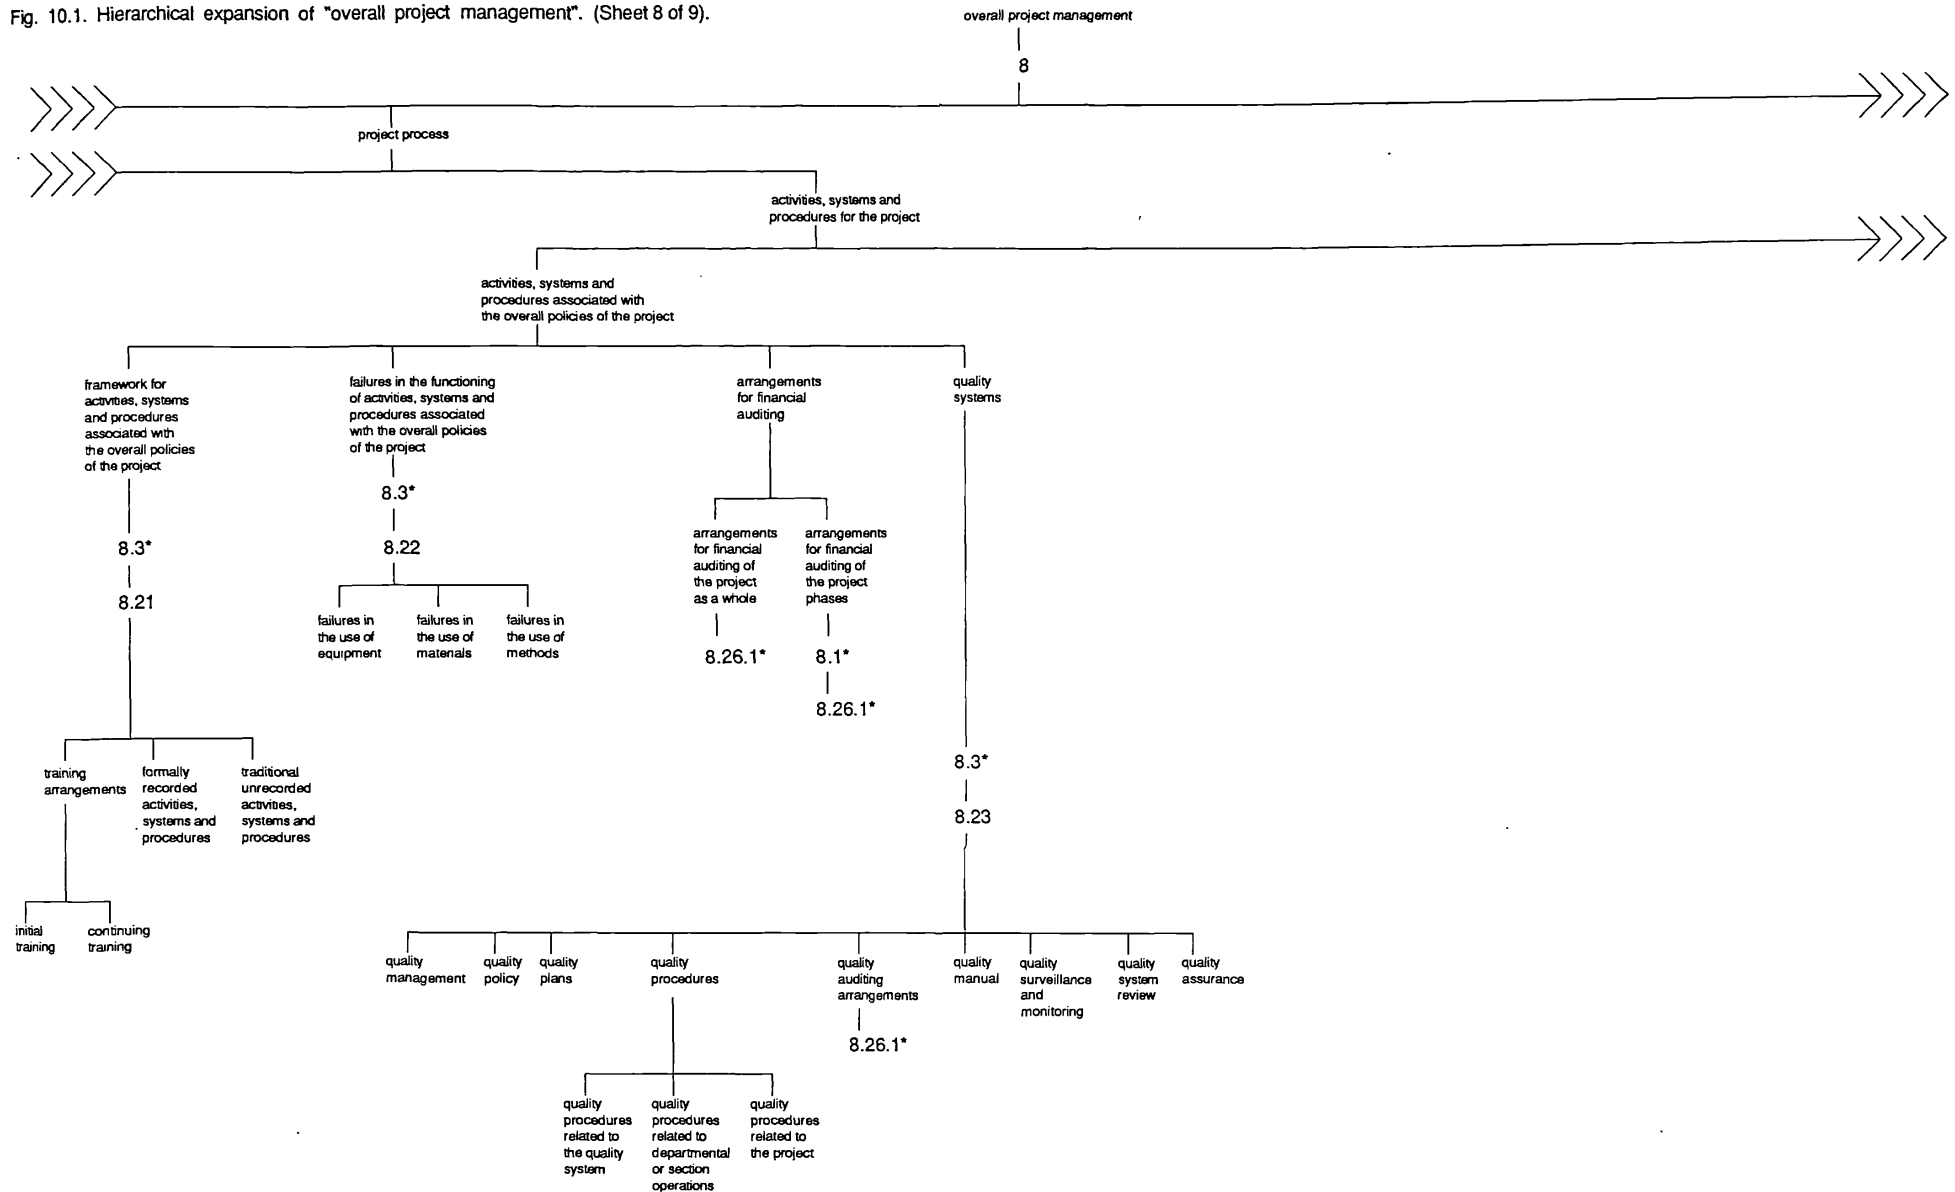 Fig. 10.1. Hierarchical expansion of "overall project management". (Sheet 8 of 9).
overall project management
8
project process
activities, systems and
procedures for the project
activities, systems and
procedures associated with
the overall policies of the project
framework for
activities, systems
and procedures
associated with
the overall policies
of the project
8.3*
8.21
failures in the functioning
of activities, systems and
procedures associated
with the overall policies
of the project
8.3*
8.22
failures in
the use of
equipment
failures in
the use of
materials
failures in
the use of
methods
arrangements
for financial
auditing
arrangements
for financial
auditing of
the project
as a whole
8.26.1*
arrangements
for financial
auditing of
the project
phases
8.1*
8.26.1*
quality
systems
8.3*
8.23
training
arrangements
formally
recorded
activities,
systems and
procedures
traditional
unrecorded
activities,
systems and
procedures
initial
training
continuing
training
quality
management
quality
policy
quality
plans
quality
procedures
quality
auditing
arrangements
8.26.1*
quality
manual
quality
surveillance
and
monitoring
quality
system
review
quality
assurance
quality
procedures
related to
the quality
system
quality
procedures
related to
departmental
or section
operations
quality
procedures
related to
the project